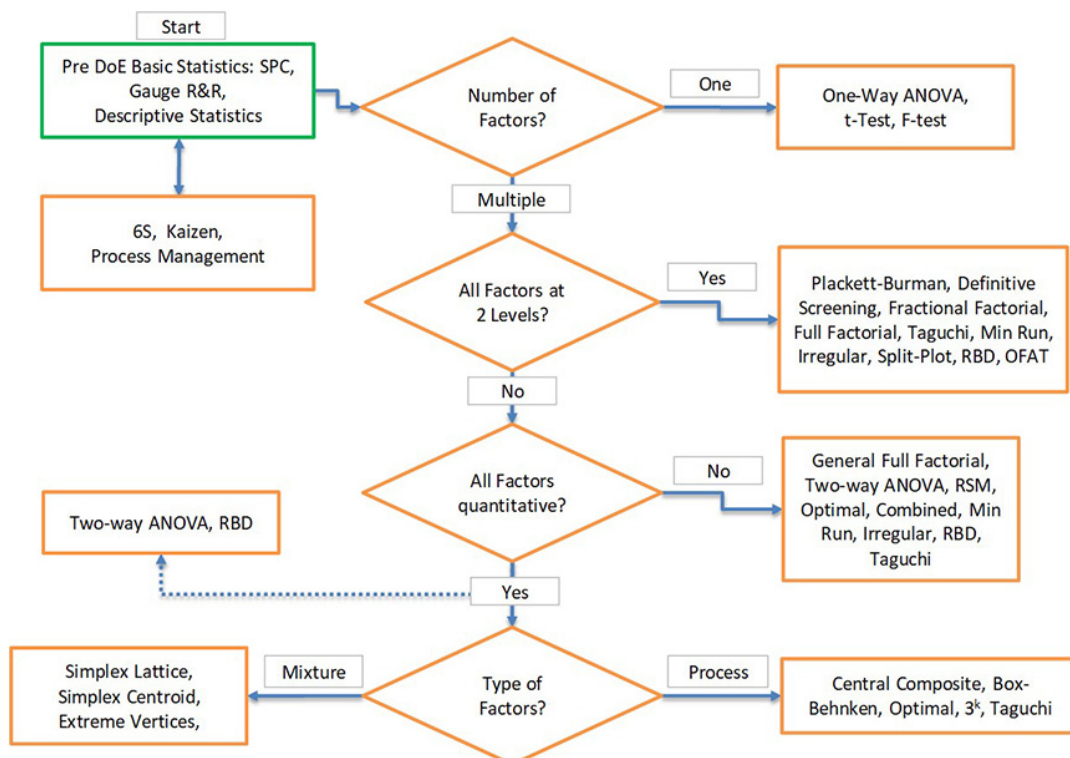 Start
Pre DoE Basic Statistics: SPC,
Gauge R&R,
Descriptive Statistics
Number of
Factors?
One
One-Way ANOVA,
t-Test, F-test
6S, Kaizen,
Process Management
Multiple
All Factors at
2 Levels?
Yes
Plackett-Burman, Definitive
Screening, Fractional Factorial,
Full Factorial, Taguchi, Min Run,
Irregular, Split-Plot, RBD, OFAT
No
All Factors
quantitative?
No
General Full Factorial,
Two-way ANOVA, RSM,
Optimal, Combined, Min
Run, Irregular, RBD,
Taguchi
Two-way ANOVA, RBD
Yes
Type of
Factors?
Mixture
Simplex Lattice,
Simplex Centroid,
Extreme Vertices,
Process
Central Composite, Box-
Behnken, Optimal, 3ᵏ, Taguchi